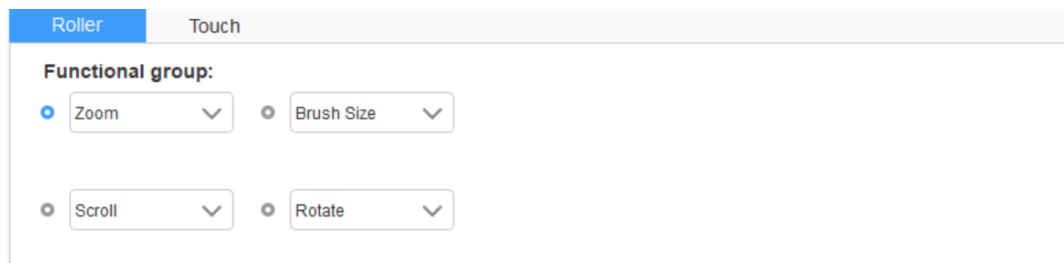 Roller Touch
Functional group:
Zoom Brush Size
Scroll Rotate